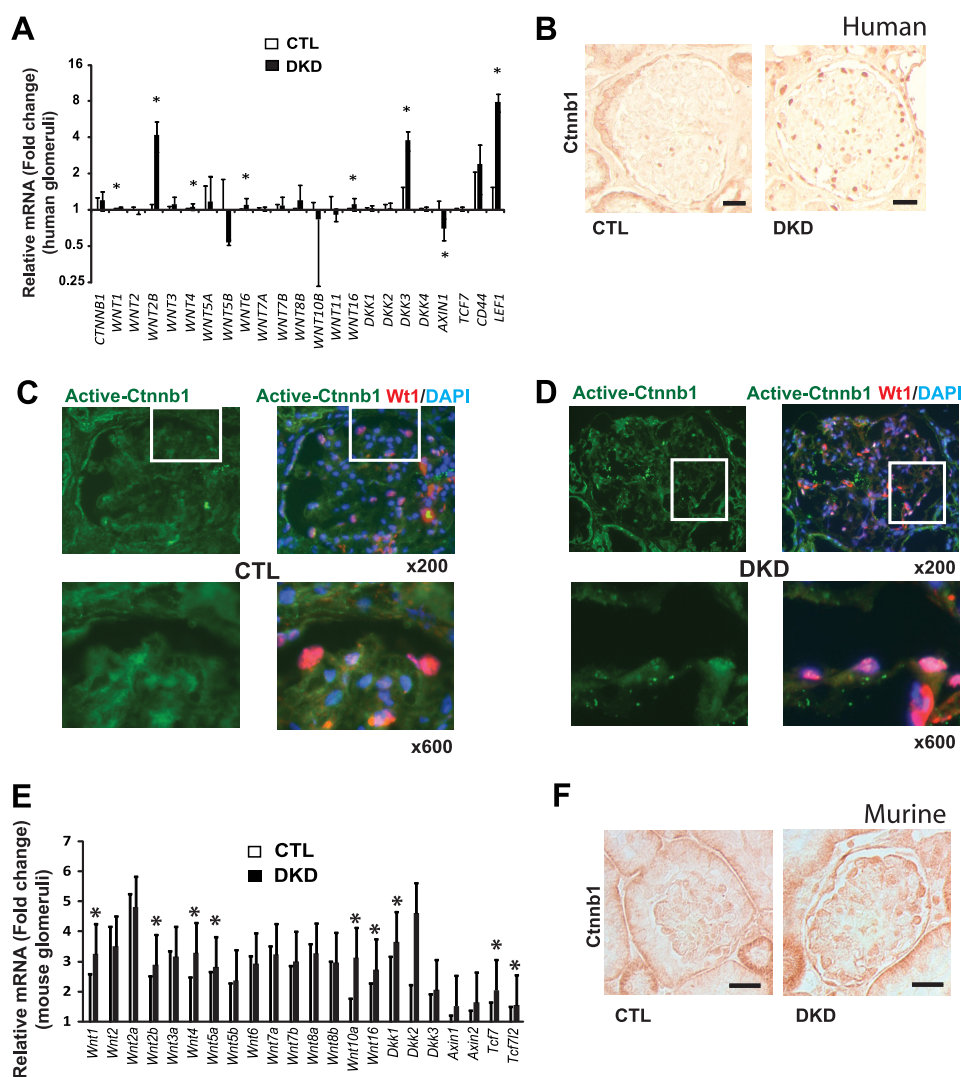 A
CTL
DKD
Relative mRNA (Fold change)
(human glomeruli)
16
8
4
2
1
0.5
0.25
* * * * * * * * *
CTNNB1
WNT1
WNT2
WNT2B
WNT3
WNT4
WNT5A
WNT5B
WNT6
WNT7A
WNT7B
WNT8B
WNT10B
WNT11
WNT16
DKK1
DKK2
DKK3
DKK4
AXIN1
TCF7
CD44
LEF1
B
Human
Ctnnb1
CTL
DKD
C
Active-Ctnnb1
Active-Ctnnb1 Wt1/DAPI
CTL
x200
x600
D
Active-Ctnnb1
Active-Ctnnb1 Wt1/DAPI
DKD
x200
x600
E
CTL
DKD
Relative mRNA (Fold change)
(mouse glomeruli)
7
6
5
4
3
2
1
* * * * * * * * *
Wnt1
Wnt2
Wnt2a
Wnt2b
Wnt3a
Wnt4
Wnt5a
Wnt5b
Wnt6
Wnt7a
Wnt7b
Wnt8a
Wnt8b
Wnt10a
Wnt16
Dkk1
Dkk2
Dkk3
Axin1
Axin2
Tcf7
Tcf7l2
F
Murine
Ctnnb1
CTL
DKD